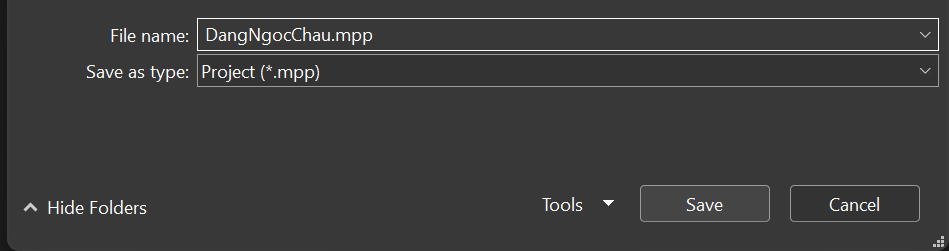 File name: DangNgocChau.mpp
Save as type: Project (*.mpp)
Hide Folders Tools Save Cancel